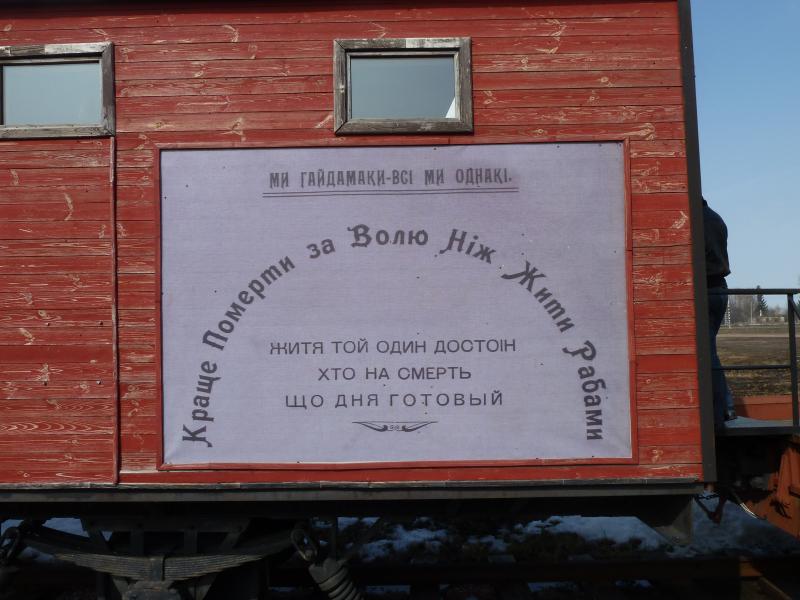 МИ ГАЙДАМАКИ-ВСІ МИ ОДНАКІ.
Краще Померти за Волю Ніж Жити Рабами
ЖИТЯ ТОЙ ОДИН ДОСТОІН
ХТО НА СМЕРТЬ
ЩО ДНЯ ГОТОВЫЙ